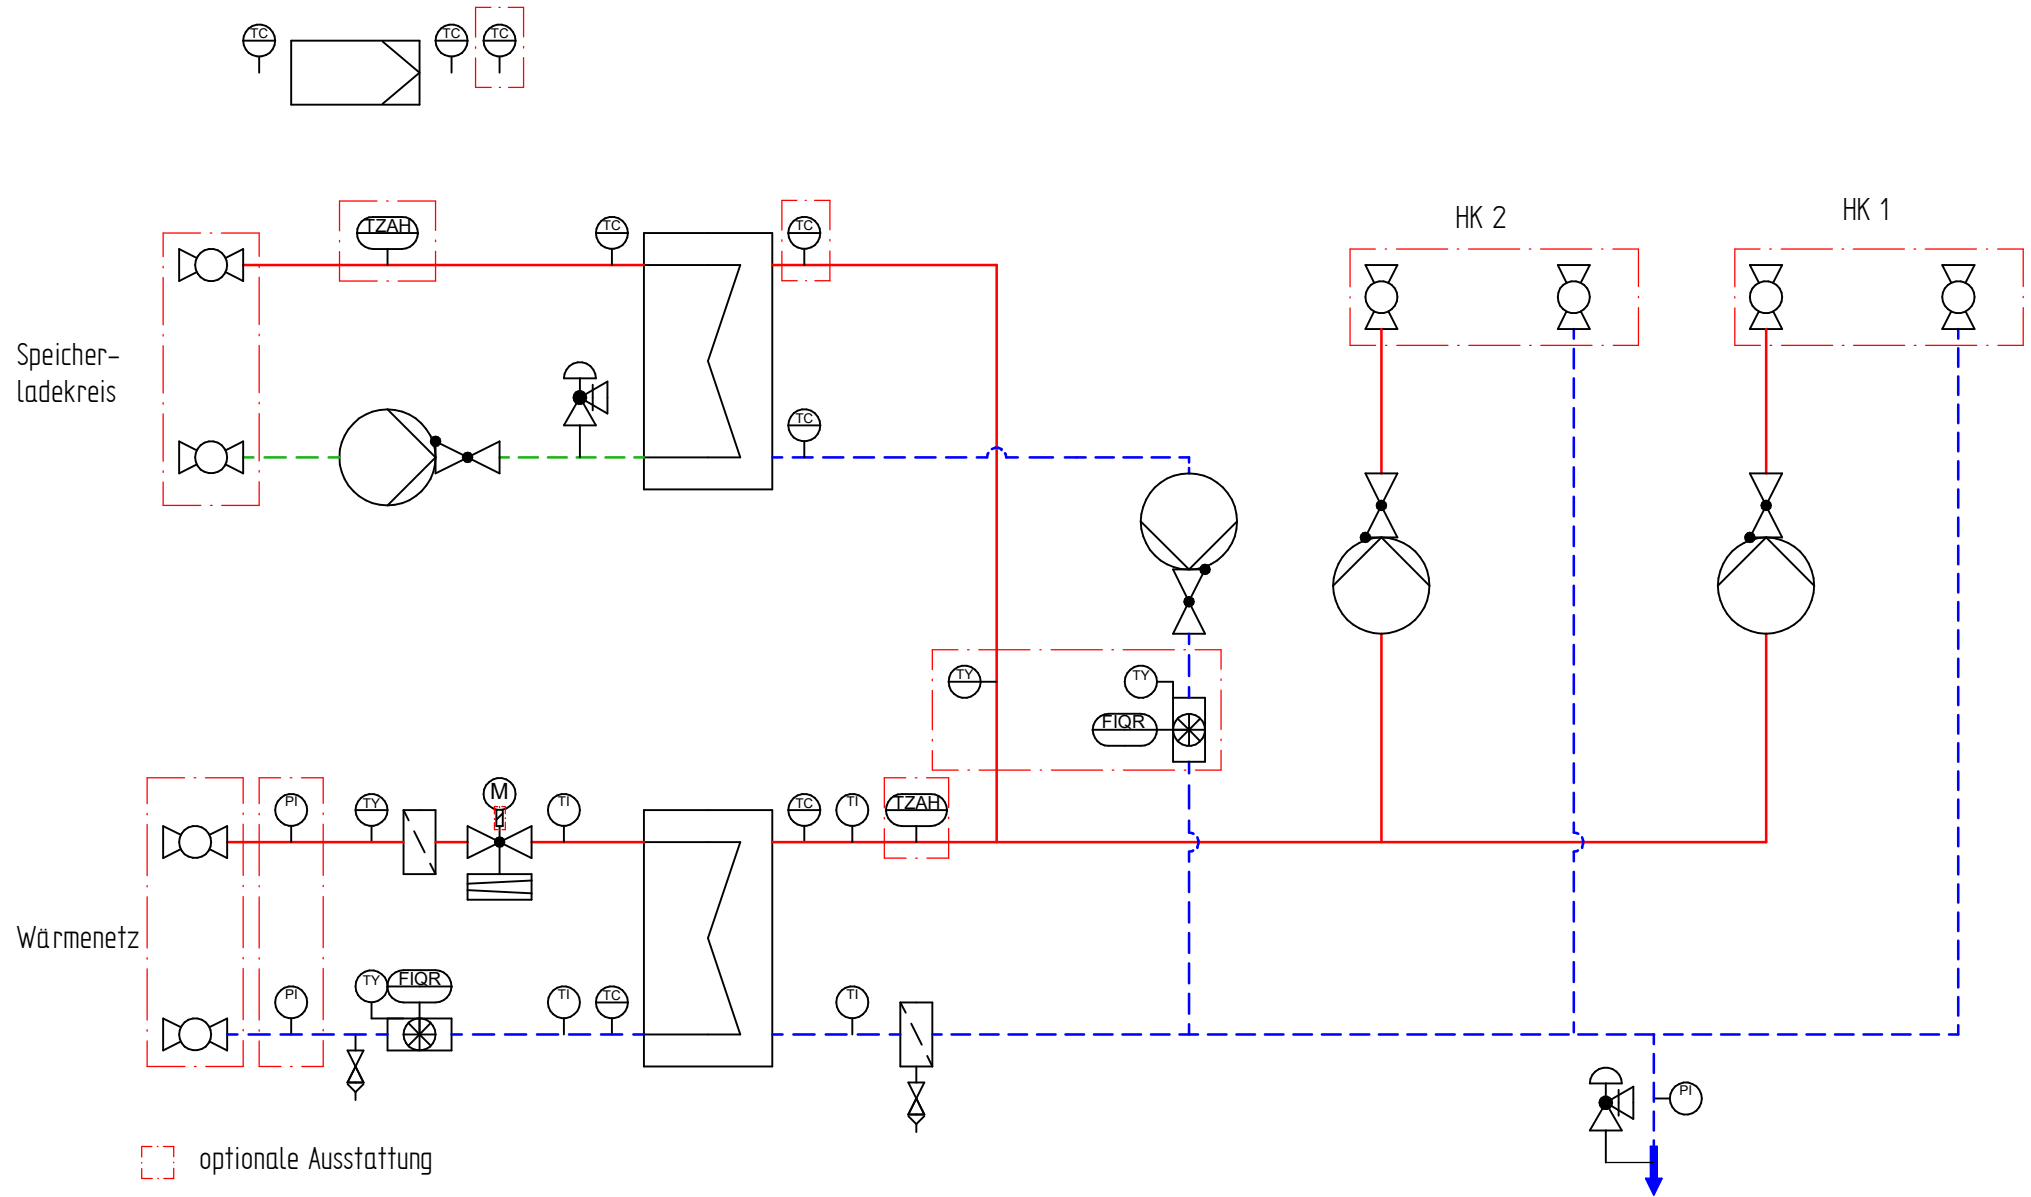 TC TC TC
HK 2 HK 1
TZAH TC TC
Speicher-
ladekreis
TC
TY TY
FIQR
PI TY M TI TC TI TZAH
Wärmenetz
PI TY FIQR TI TC TI
PI
optionale Ausstattung